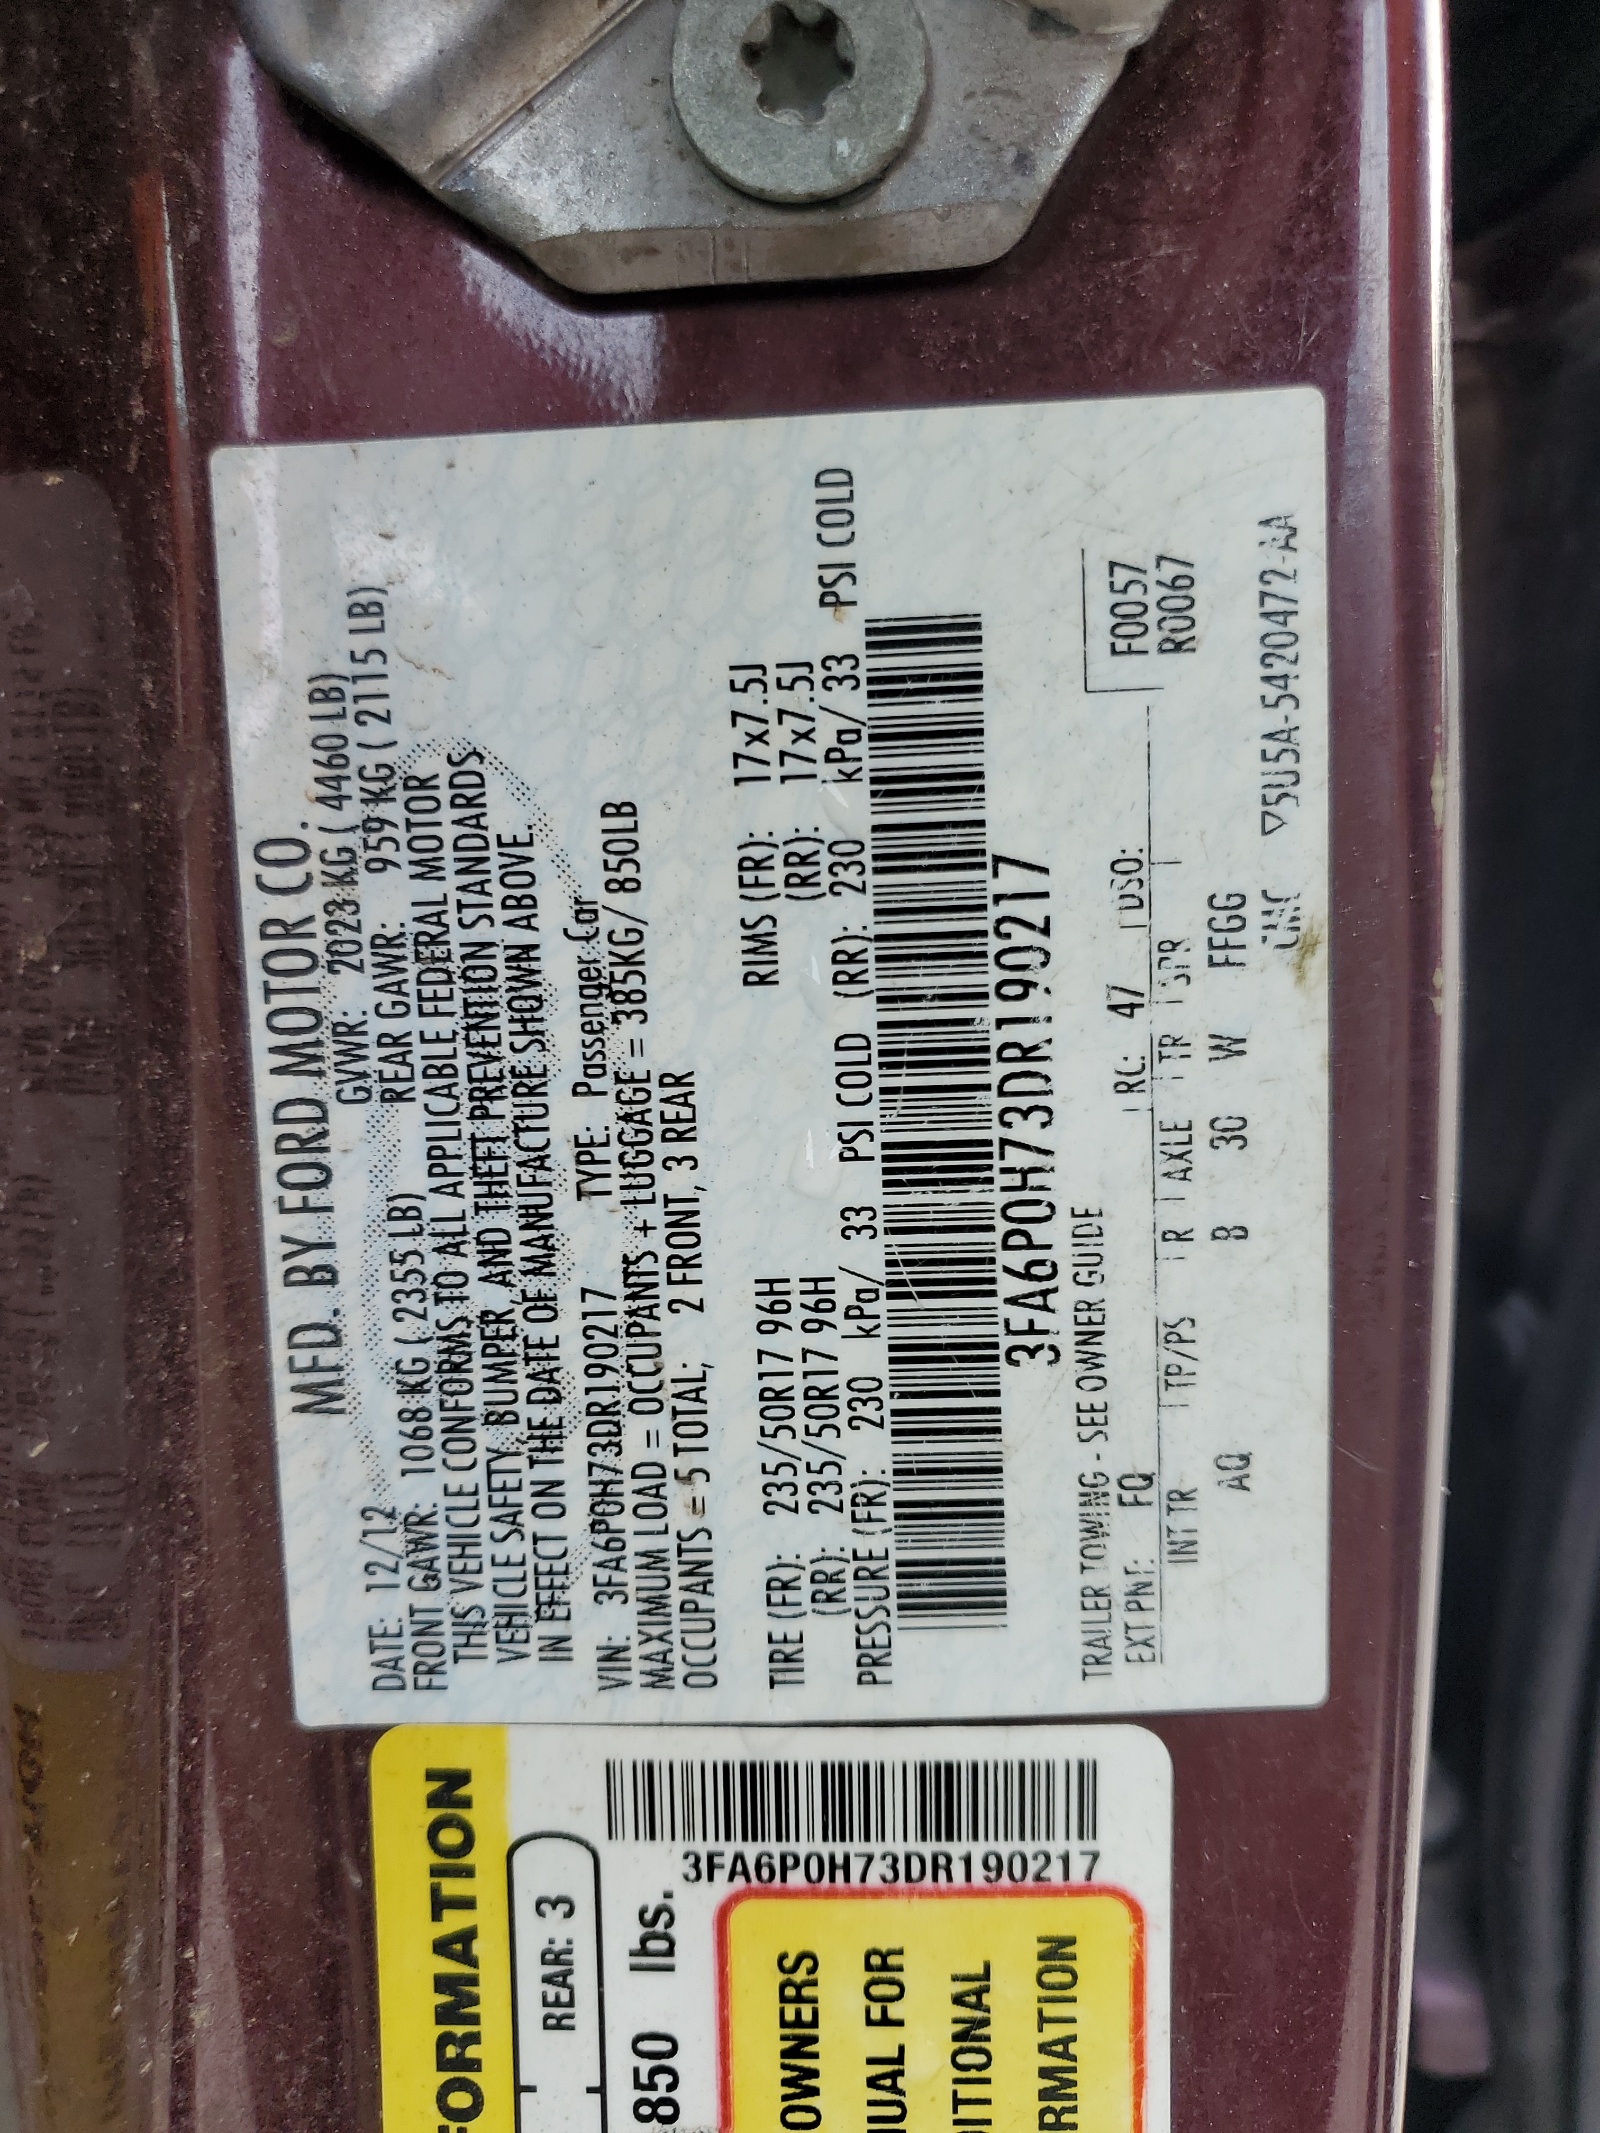 MFD. BY FORD MOTOR CO.
DATE: 12/12 GVWR: 2023 KG ( 4460 LB)
FRONT GAWR: 1068 KG ( 2355 LB) REAR GAWR: 959 KG ( 2115 LB)
THIS VEHICLE CONFORMS TO ALL APPLICABLE FEDERAL MOTOR
VEHICLE SAFETY, BUMPER, AND THEFT PREVENTION STANDARDS
IN EFFECT ON THE DATE OF MANUFACTURE SHOWN ABOVE.
VIN: 3FA6P0H73DR190217 TYPE: Passenger Car
MAXIMUM LOAD = OCCUPANTS + LUGGAGE = 385KG/ 850LB
OCCUPANTS = 5 TOTAL; 2 FRONT, 3 REAR
TIRE (FR): 235/50R17 96H RIMS (FR): 17x7.5J
(RR): 235/50R17 96H (RR): 17x7.5J
PRESSURE (FR): 230 kPa/ 33 PSI COLD (RR): 230 kPa/ 33 PSI COLD
3FA6P0H73DR190217
TRAILER TOWING - SEE OWNER GUIDE
EXT PNT: FQ RC: 47 DSO: F0057
INT TR TP/PS R AXLE TR SPR R0067
AQ B 30 W FFGG
5U5A-5420472-AA
FORMATION
REAR: 3
850 lbs.
3FA6P0H73DR190217
OWNERS
UAL FOR
ITIONAL
RMATION